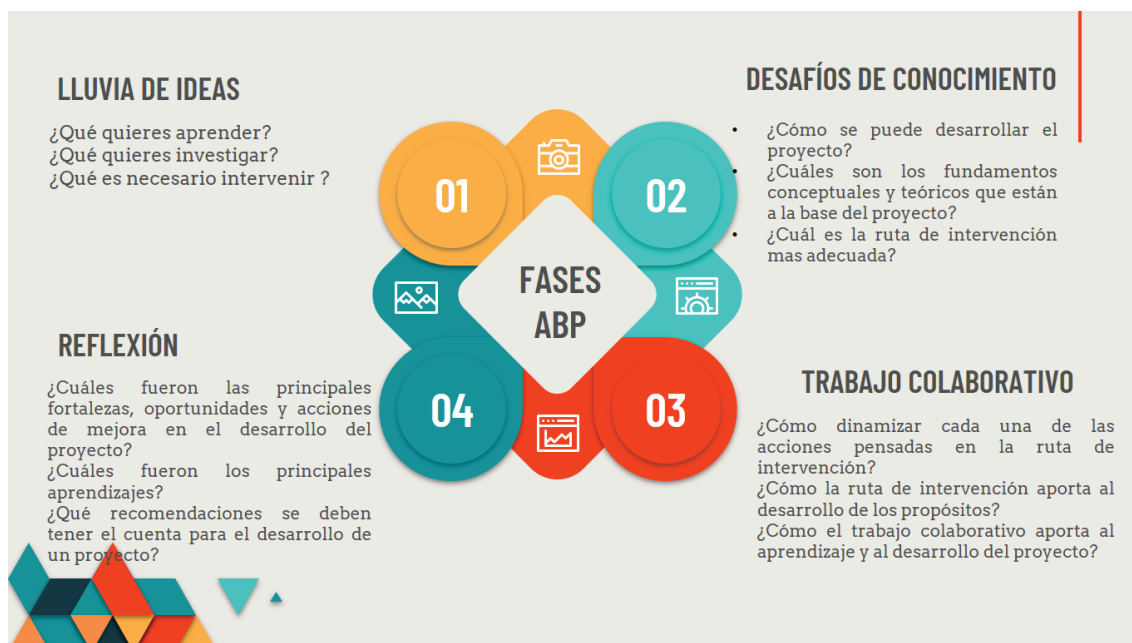 LLUVIA DE IDEAS
¿Qué quieres aprender?
¿Qué quieres investigar?
¿Qué es necesario intervenir ?
01
DESAFÍOS DE CONOCIMIENTO
• ¿Cómo se puede desarrollar el
proyecto?
• ¿Cuáles son los fundamentos
conceptuales y teóricos que están
a la base del proyecto?
• ¿Cuál es la ruta de intervención
mas adecuada?
02
FASES
ABP
REFLEXIÓN
¿Cuáles fueron las principales
fortalezas, oportunidades y acciones
de mejora en el desarrollo del
proyecto?
¿Cuáles fueron los principales
aprendizajes?
¿Qué recomendaciones se deben
tener el cuenta para el desarrollo de
un proyecto?
04
03
TRABAJO COLABORATIVO
¿Cómo dinamizar cada una de las
acciones pensadas en la ruta de
intervención?
¿Cómo la ruta de intervención aporta al
desarrollo de los propósitos?
¿Cómo el trabajo colaborativo aporta al
aprendizaje y al desarrollo del proyecto?